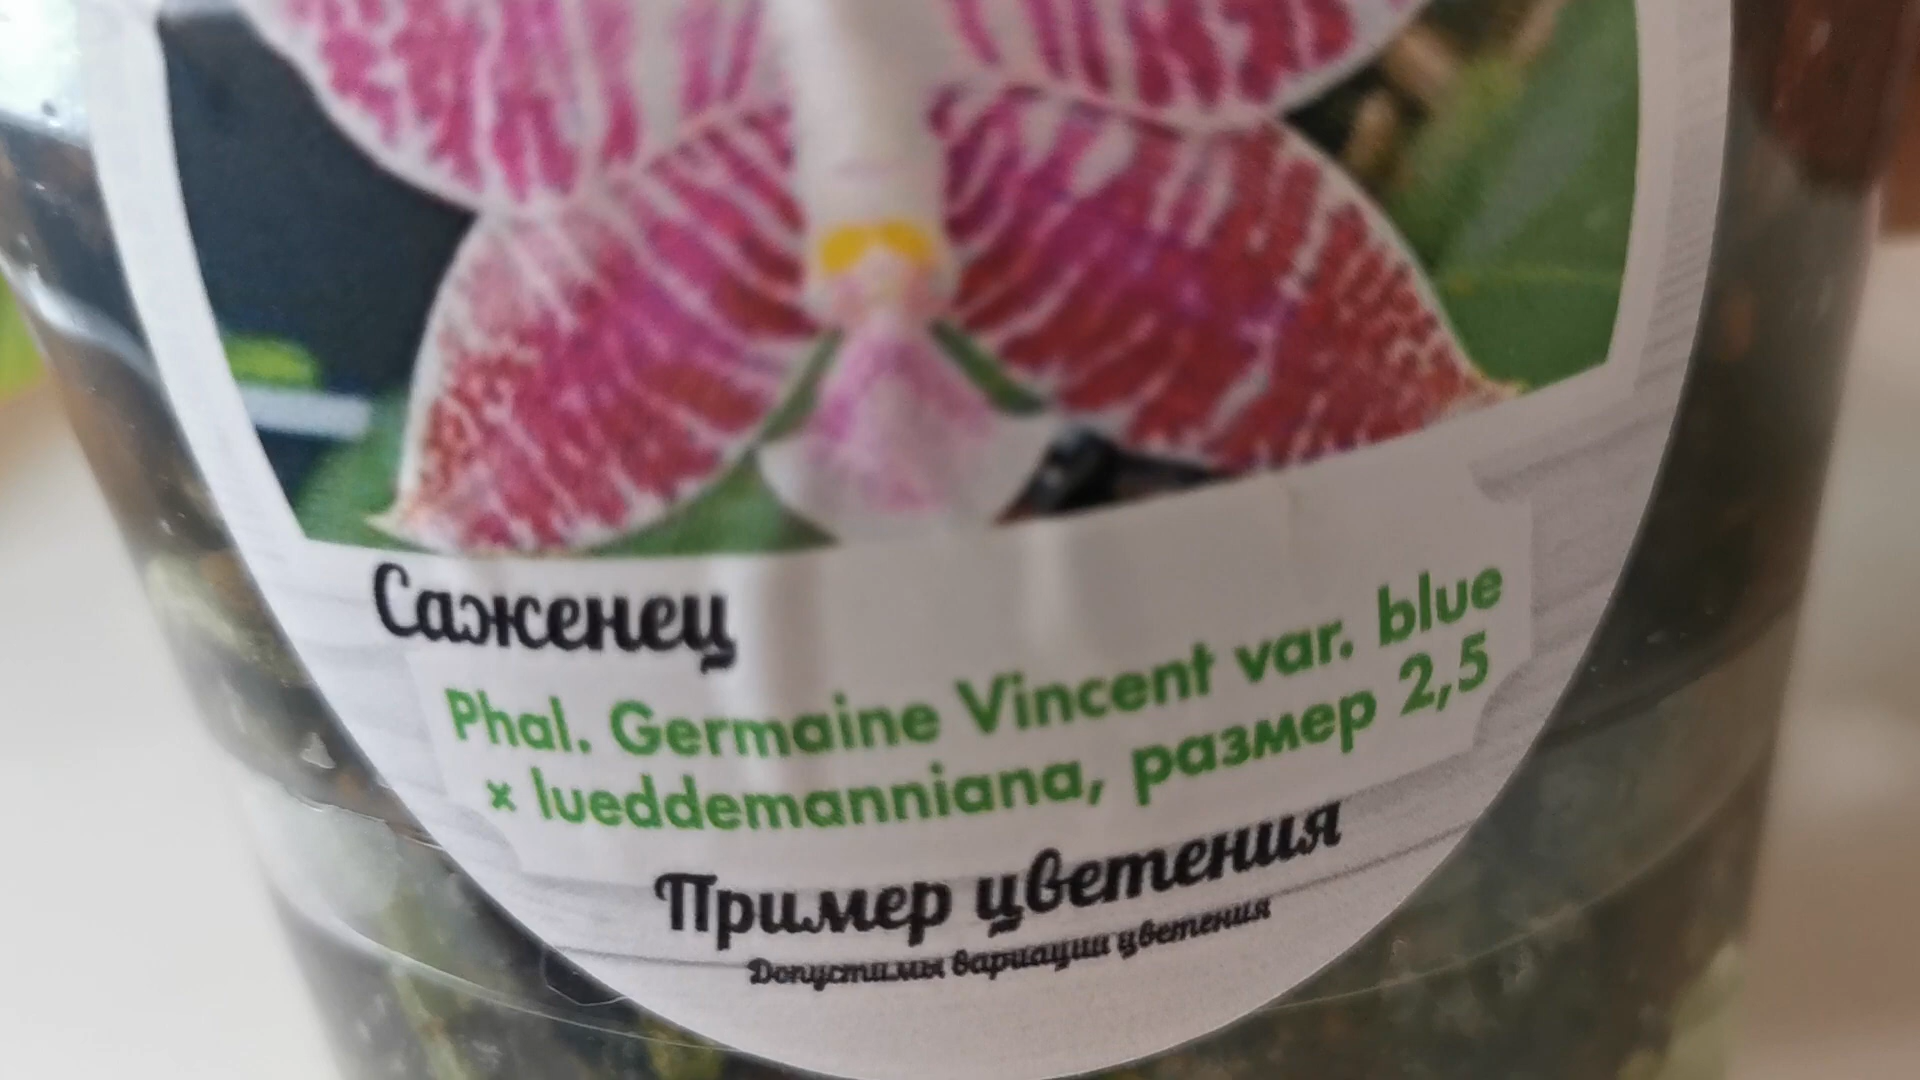 Саженец
Phal. Germaine Vincent var. blue
× lueddemanniana, размер 2,5
Пример цветения
Допустимы вариации цветения